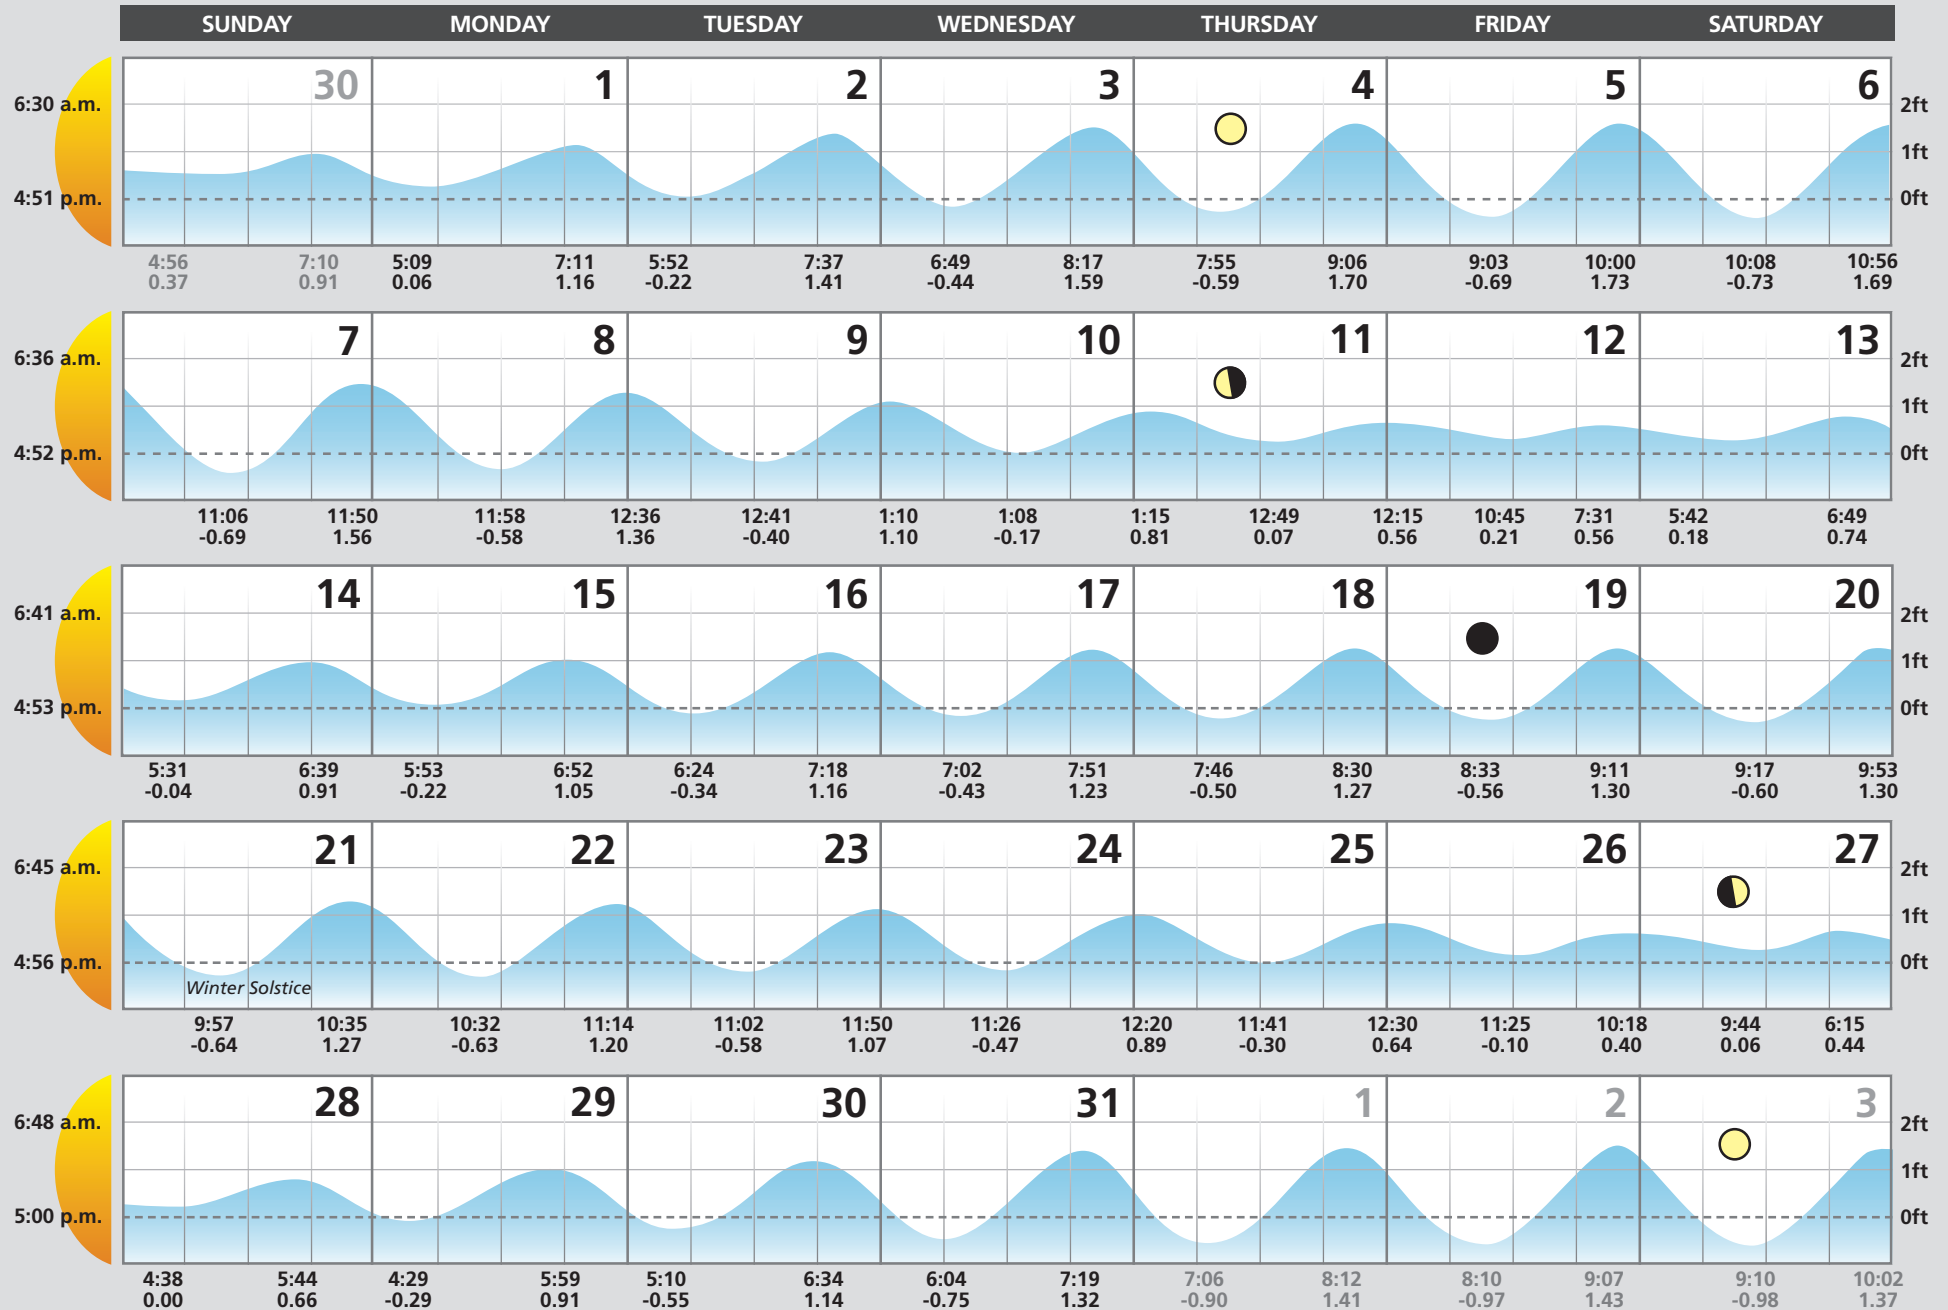 SUNDAY MONDAY TUESDAY WEDNESDAY THURSDAY FRIDAY SATURDAY
30 1 2 3 4 5 6
6:30 a.m. 2ft
1ft
4:51 p.m. 0ft
4:56 7:10 5:09 7:11 5:52 7:37 6:49 8:17 7:55 9:06 9:03 10:00 10:08 10:56
0.37 0.91 0.06 1.16 -0.22 1.41 -0.44 1.59 -0.59 1.70 -0.69 1.73 -0.73 1.69
7 8 9 10 11 12 13
6:36 a.m. 2ft
1ft
4:52 p.m. 0ft
11:06 11:50 11:58 12:36 12:41 1:10 1:08 1:15 12:49 12:15 10:45 7:31 5:42 6:49
-0.69 1.56 -0.58 1.36 -0.40 1.10 -0.17 0.81 0.07 0.56 0.21 0.56 0.18 0.74
14 15 16 17 18 19 20
6:41 a.m. 2ft
1ft
4:53 p.m. 0ft
5:31 6:39 5:53 6:52 6:24 7:18 7:02 7:51 7:46 8:30 8:33 9:11 9:17 9:53
-0.04 0.91 -0.22 1.05 -0.34 1.16 -0.43 1.23 -0.50 1.27 -0.56 1.30 -0.60 1.30
21 22 23 24 25 26 27
6:45 a.m. 2ft
1ft
4:56 p.m. 0ft
Winter Solstice
9:57 10:35 10:32 11:14 11:02 11:50 11:26 12:20 11:41 12:30 11:25 10:18 9:44 6:15
-0.64 1.27 -0.63 1.20 -0.58 1.07 -0.47 0.89 -0.30 0.64 -0.10 0.40 0.06 0.44
28 29 30 31 1 2 3
6:48 a.m. 2ft
1ft
5:00 p.m. 0ft
4:38 5:44 4:29 5:59 5:10 6:34 6:04 7:19 7:06 8:12 8:10 9:07 9:10 10:02
0.00 0.66 -0.29 0.91 -0.55 1.14 -0.75 1.32 -0.90 1.41 -0.97 1.43 -0.98 1.37